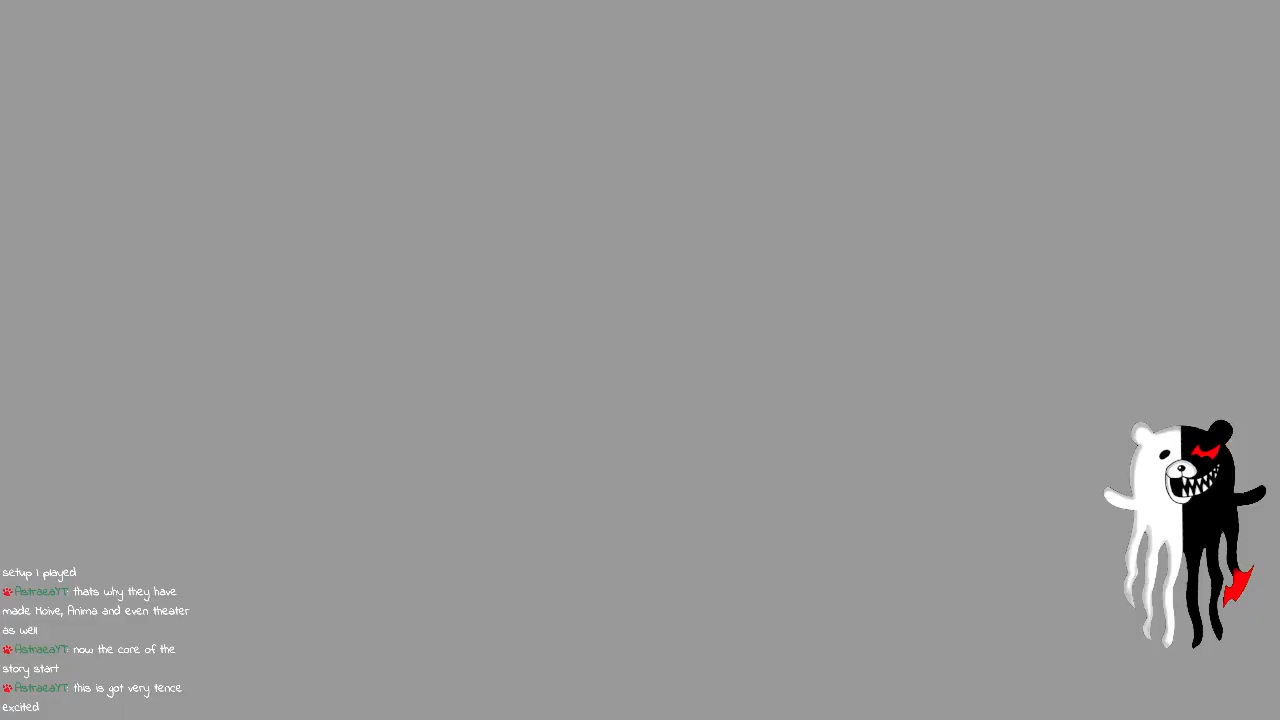 setup I played
AstraeaYT: thats why they have
made Moive, Anima and even theater
as well
AstraeaYT: now the core of the
story start
AstraeaYT: this is got very tence
excited